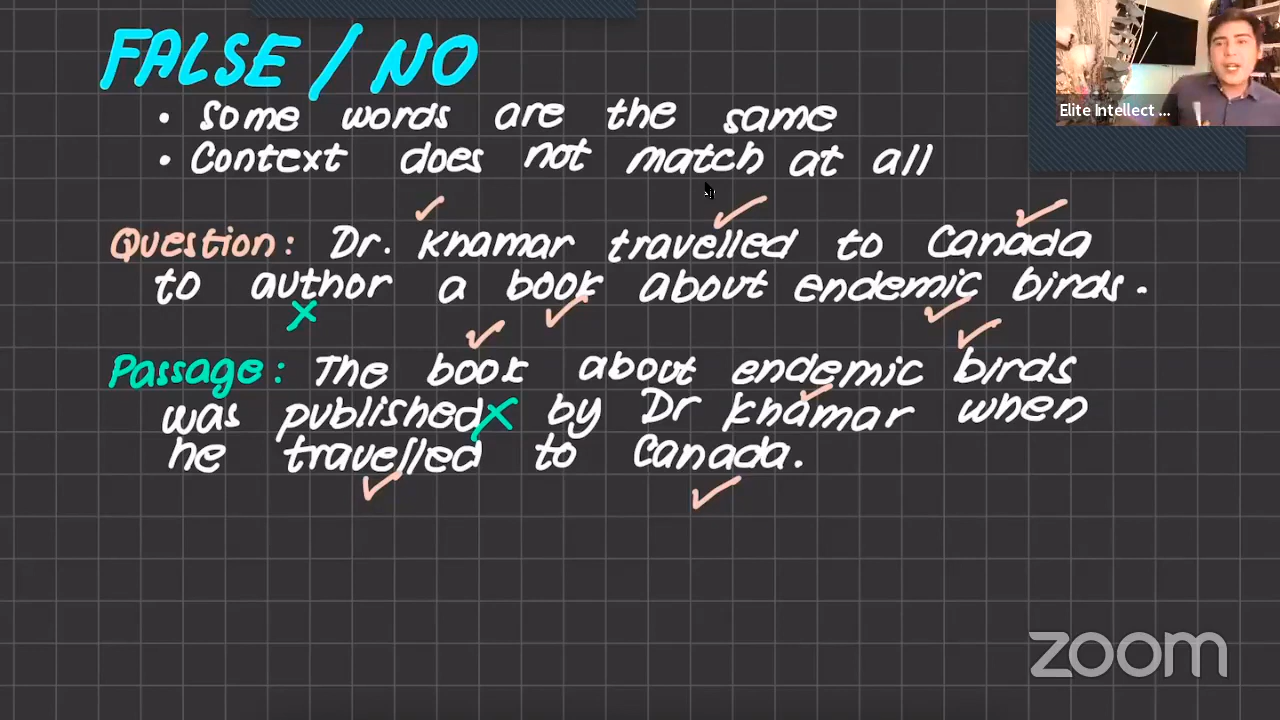 FALSE / NO
• Some words are the same
• Context does not match at all
Question: Dr. Khamar travelled to Canada
to author a book about endemic birds.
Passage: The book about endemic birds
was published by Dr Khamar when
he travelled to Canada.
Elite Intellect ...
zoom